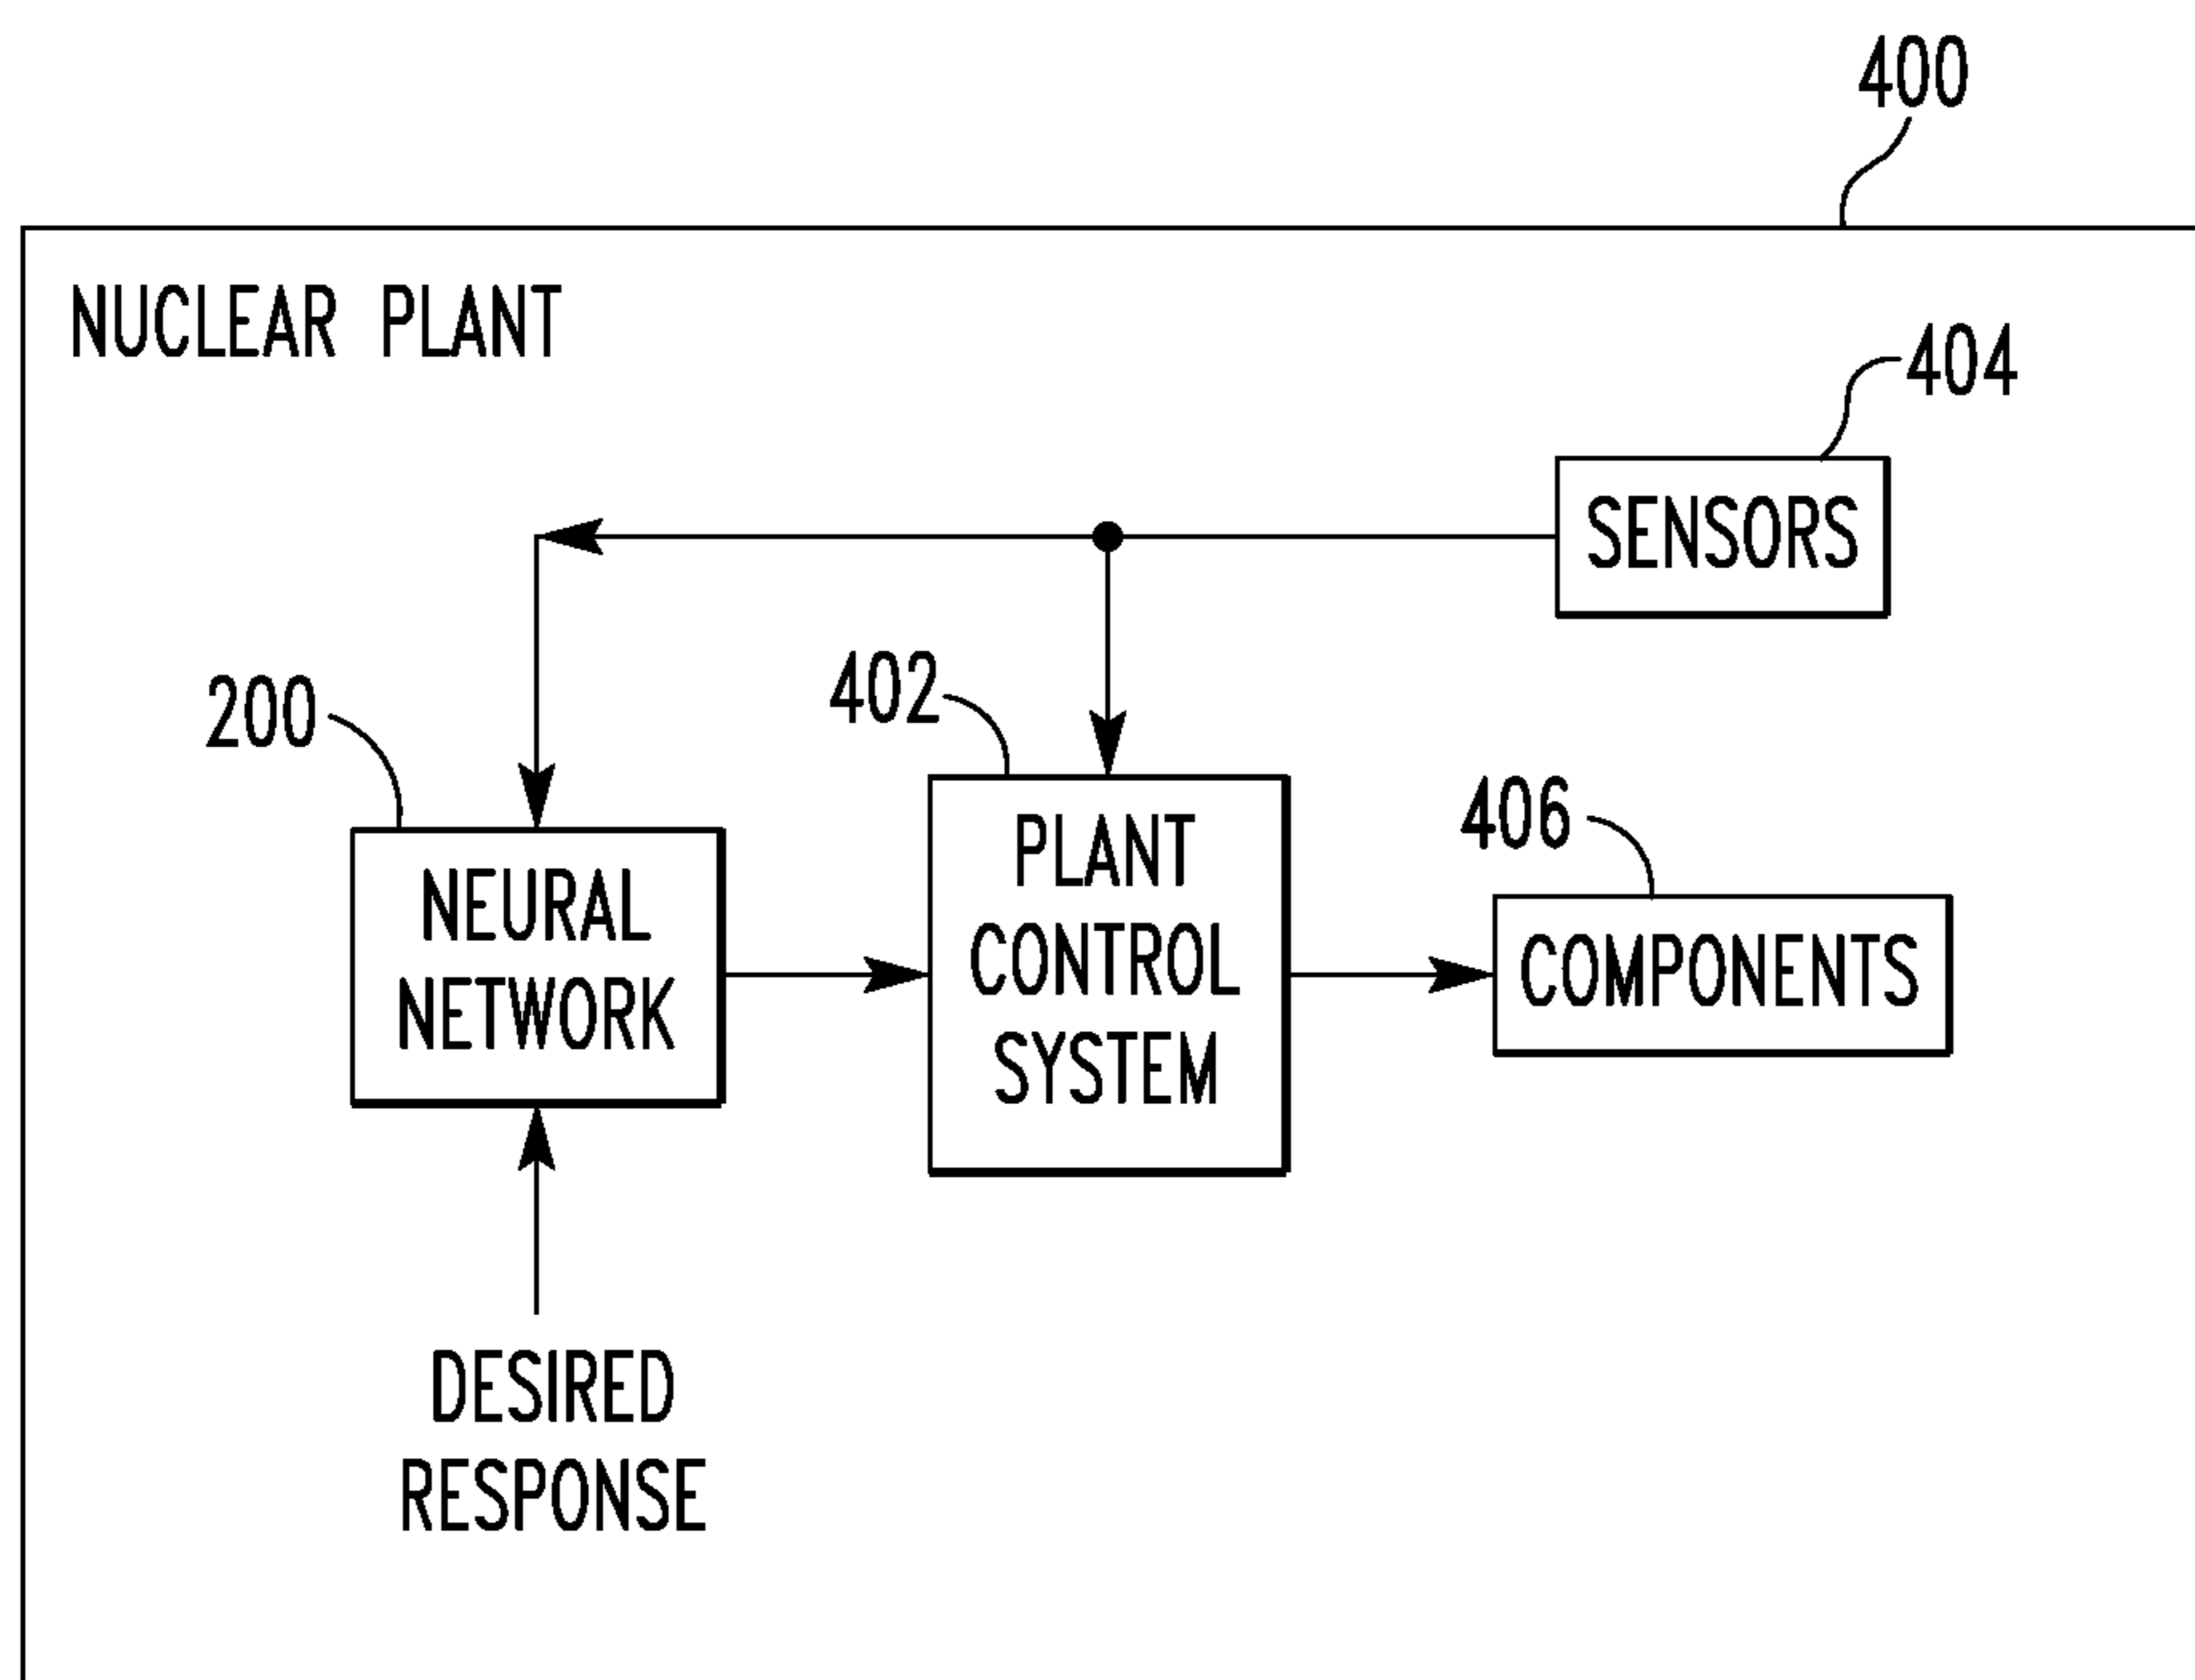 400
NUCLEAR PLANT
404
SENSORS
402
200
406
PLANT
CONTROL
SYSTEM
NEURAL
NETWORK
COMPONENTS
DESIRED
RESPONSE